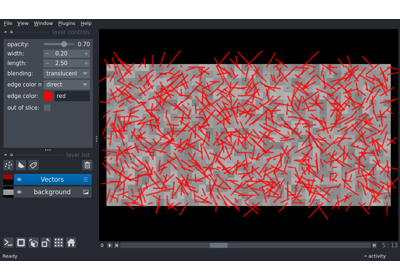 File View Window Plugins Help
layer controls
opacity: 0.70
width: 0.20
length: 2.50
blending: translucent
edge color m direct
edge color: red
out of slice:
layer list
Vectors
background
0
5 | 13
Ready
activity